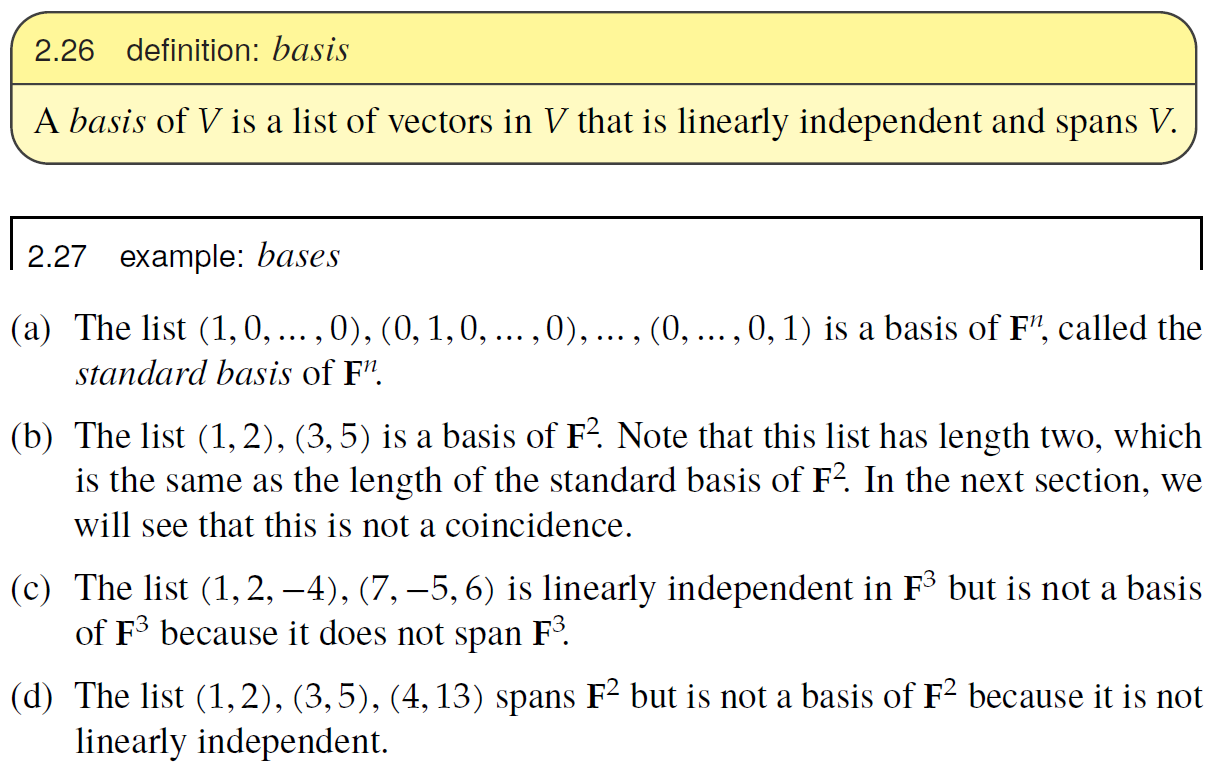 2.26 definition: basis
A basis of V is a list of vectors in V that is linearly independent and spans V.
2.27 example: bases
(a) The list (1, 0, … , 0), (0, 1, 0, … , 0), … , (0, … , 0, 1) is a basis of Fⁿ, called the
standard basis of Fⁿ.
(b) The list (1, 2), (3, 5) is a basis of F². Note that this list has length two, which
is the same as the length of the standard basis of F². In the next section, we
will see that this is not a coincidence.
(c) The list (1, 2, −4), (7, −5, 6) is linearly independent in F³ but is not a basis
of F³ because it does not span F³.
(d) The list (1, 2), (3, 5), (4, 13) spans F² but is not a basis of F² because it is not
linearly independent.